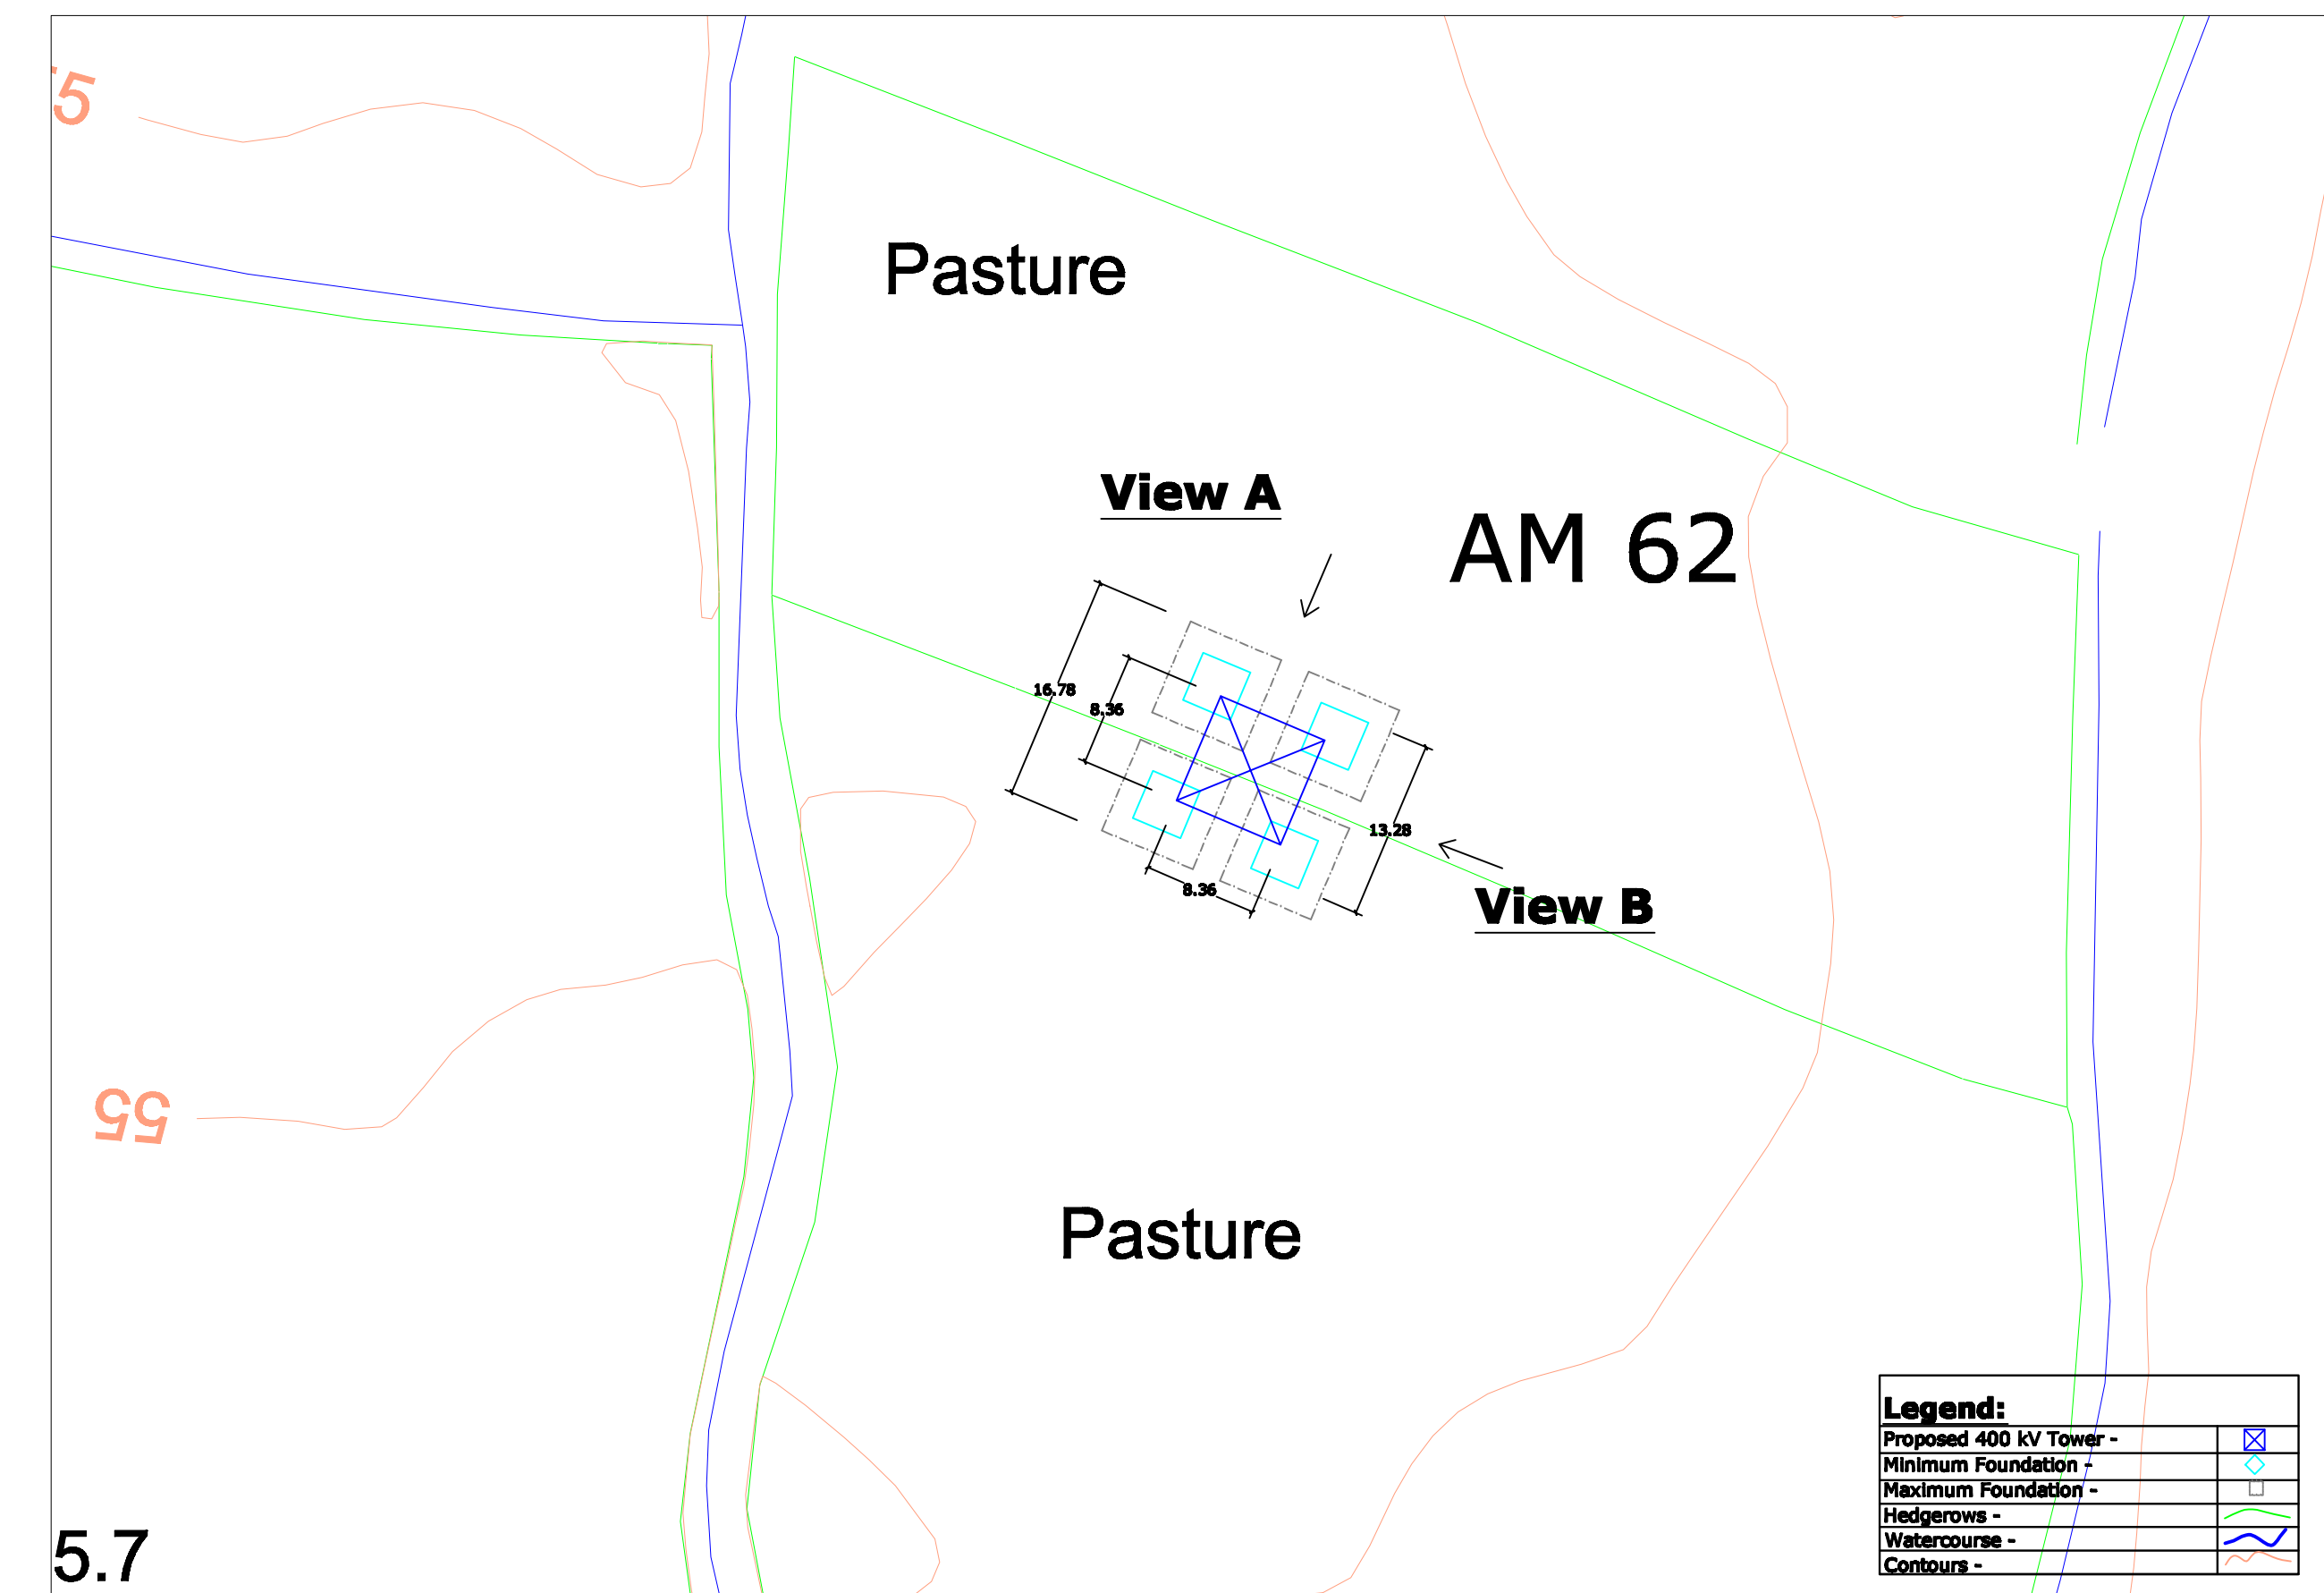 5
Pasture
View A
AM 62
16.78
8.36
13.28
8.36
View B
55
Pasture
Legend:
Proposed 400 kV Tower -
Minimum Foundation -
Maximum Foundation -
Hedgerows -
Watercourse -
Contours -
5.7